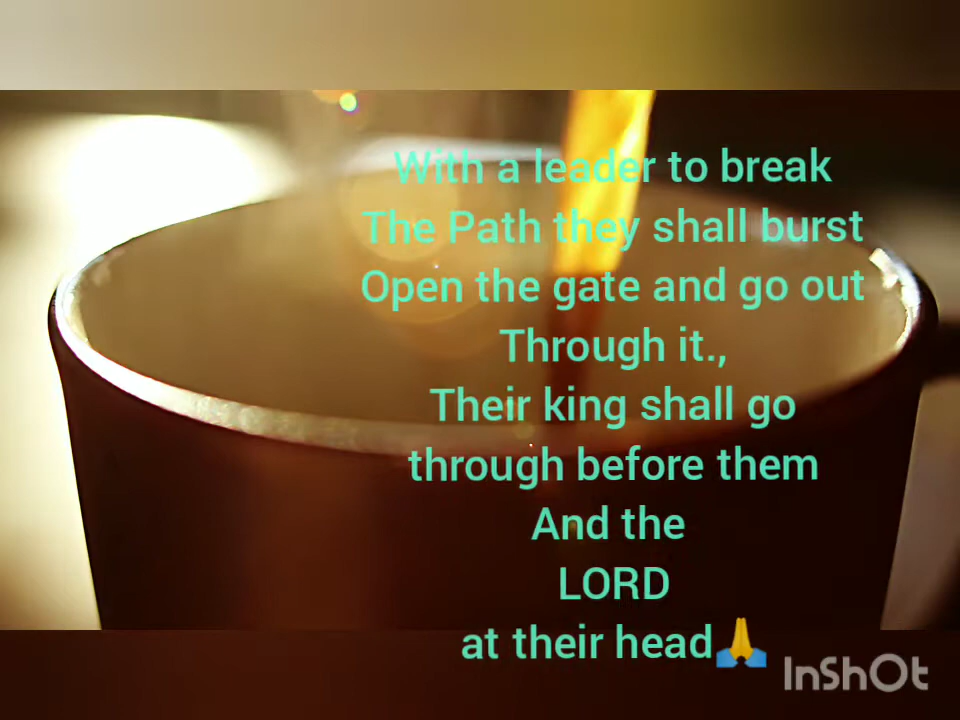 With a leader to break
The Path they shall burst
Open the gate and go out
Through it.,
Their king shall go
through before them
And the
LORD
at their head🙏
InShOt